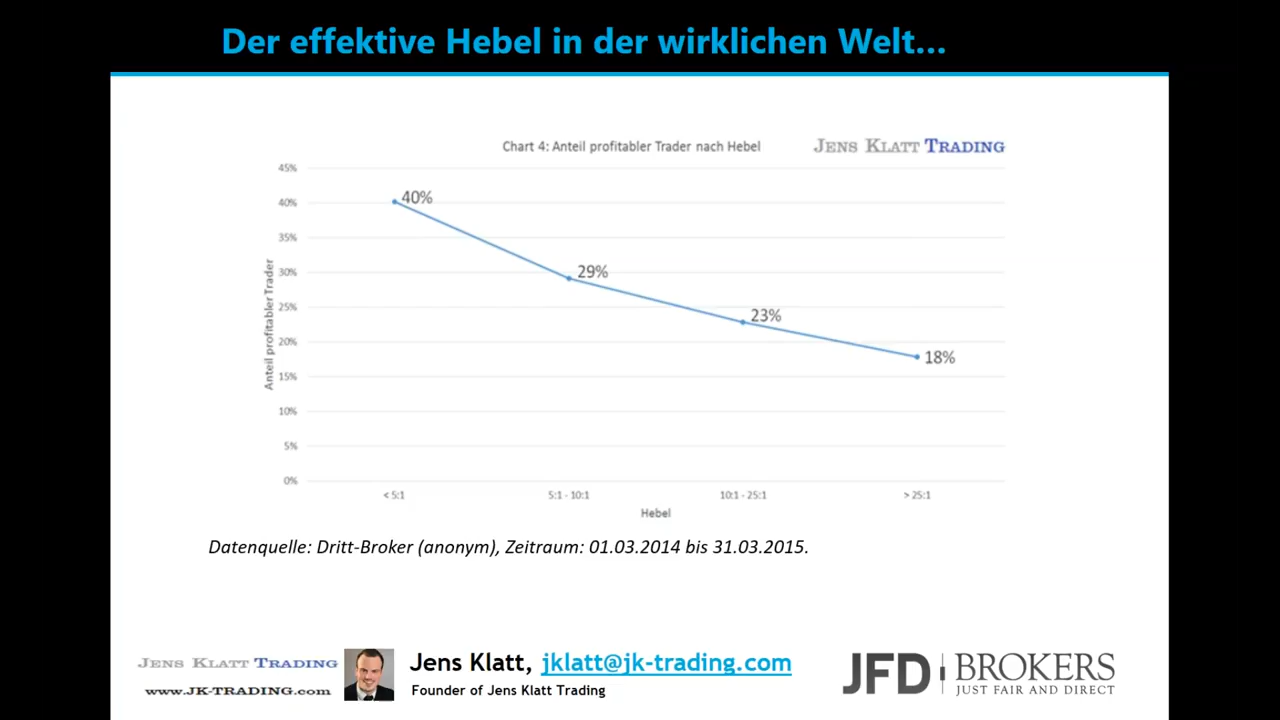 Der effektive Hebel in der wirklichen Welt...
Chart 4: Anteil profitabler Trader nach Hebel
JENS KLATT TRADING
45%
40%
35%
30%
25%
20%
15%
10%
5%
0%
Anteil profitabler Trader
40%
29%
23%
18%
< 5:1
5:1 - 10:1
10:1 - 25:1
> 25:1
Hebel
Datenquelle: Dritt-Broker (anonym), Zeitraum: 01.03.2014 bis 31.03.2015.
JENS KLATT TRADING
www.JK-TRADING.com
Jens Klatt, jklatt@jk-trading.com
Founder of Jens Klatt Trading
JFD BROKERS
JUST FAIR AND DIRECT